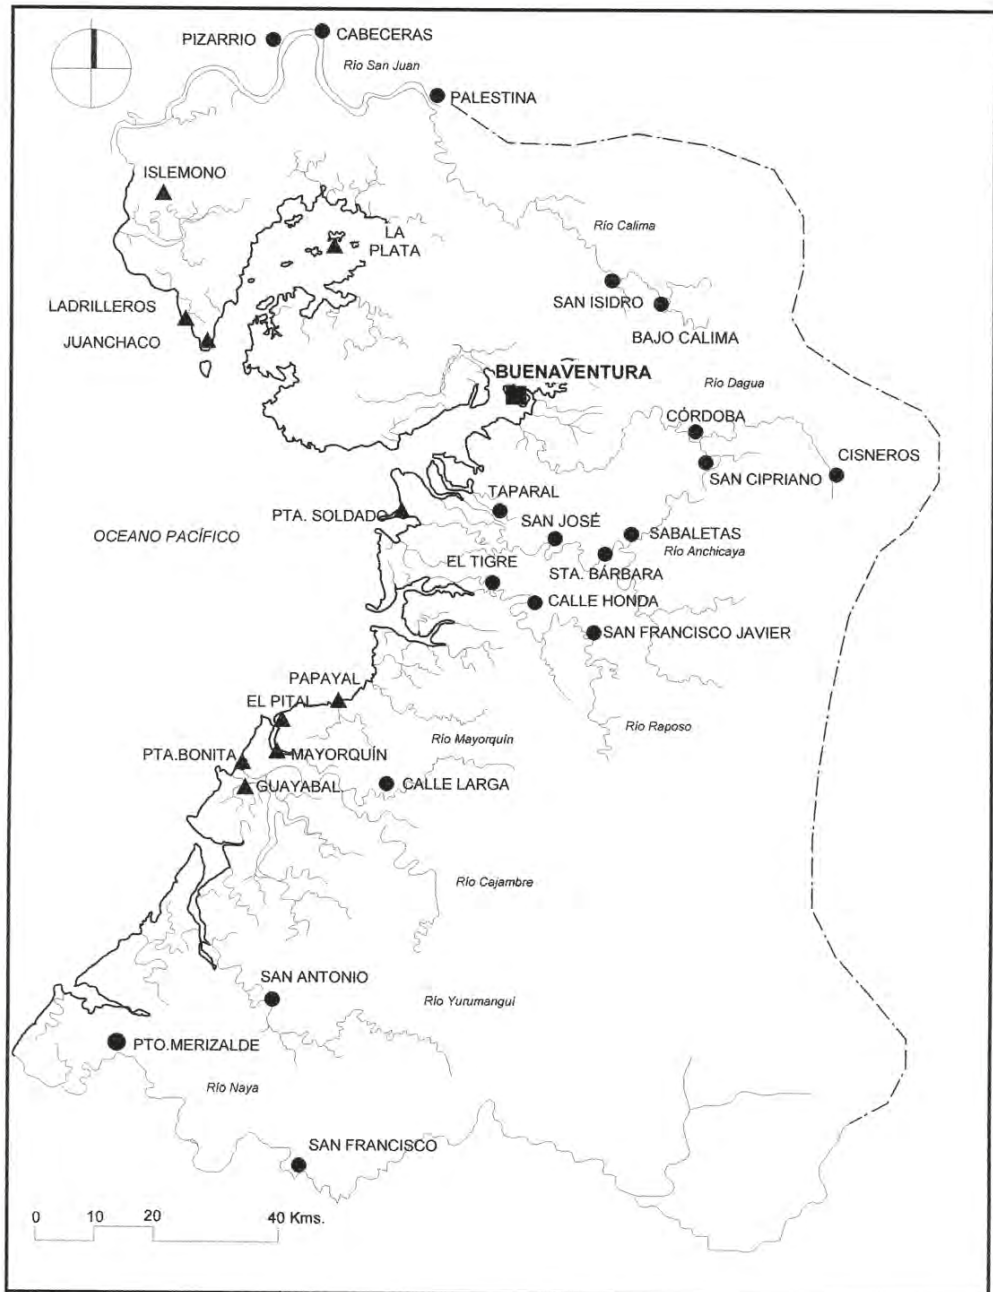 PIZARRIO
CABECERAS
Río San Juan
PALESTINA
ISLEMONO
LA
PLATA
Río Calima
SAN ISIDRO
LADRILLEROS
BAJO CALIMA
JUANCHACO
BUENAVENTURA
Río Dagua
CÓRDOBA
CISNEROS
SAN CIPRIANO
TAPARAL
PTA. SOLDADO
SAN JOSÉ
OCEANO PACÍFICO
SABALETAS
Río Anchicaya
EL TIGRE
STA. BÁRBARA
CALLE HONDA
SAN FRANCISCO JAVIER
PAPAYAL
EL PITAL
Río Raposo
Río Mayorquín
PTA.BONITA
MAYORQUÍN
GUAYABAL
CALLE LARGA
Río Cajambre
SAN ANTONIO
Río Yurumangui
PTO.MERIZALDE
Río Naya
SAN FRANCISCO
0 10 20 40 Kms.